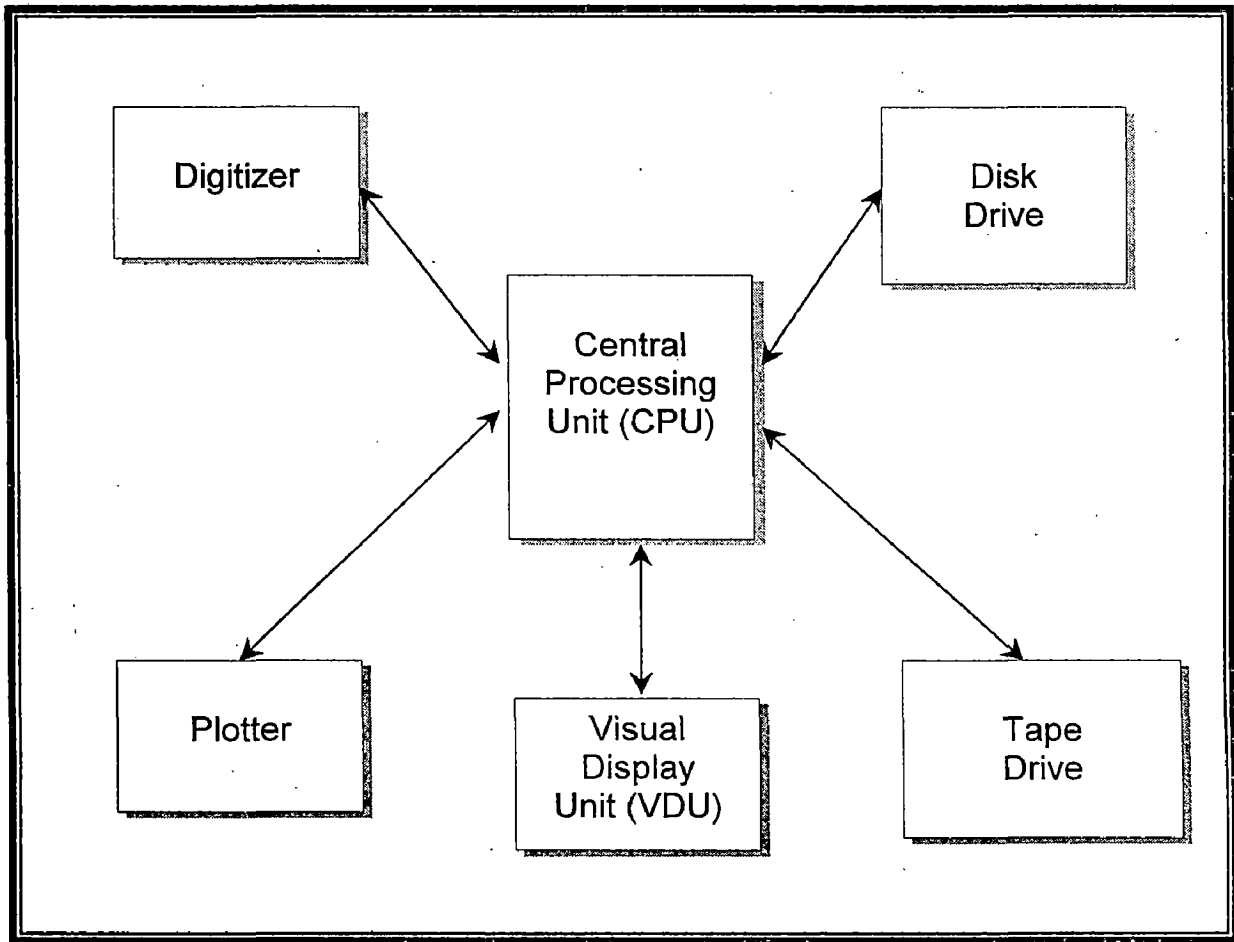 Digitizer
Disk
Drive
Central
Processing
Unit (CPU)
Plotter
Visual
Display
Unit (VDU)
Tape
Drive